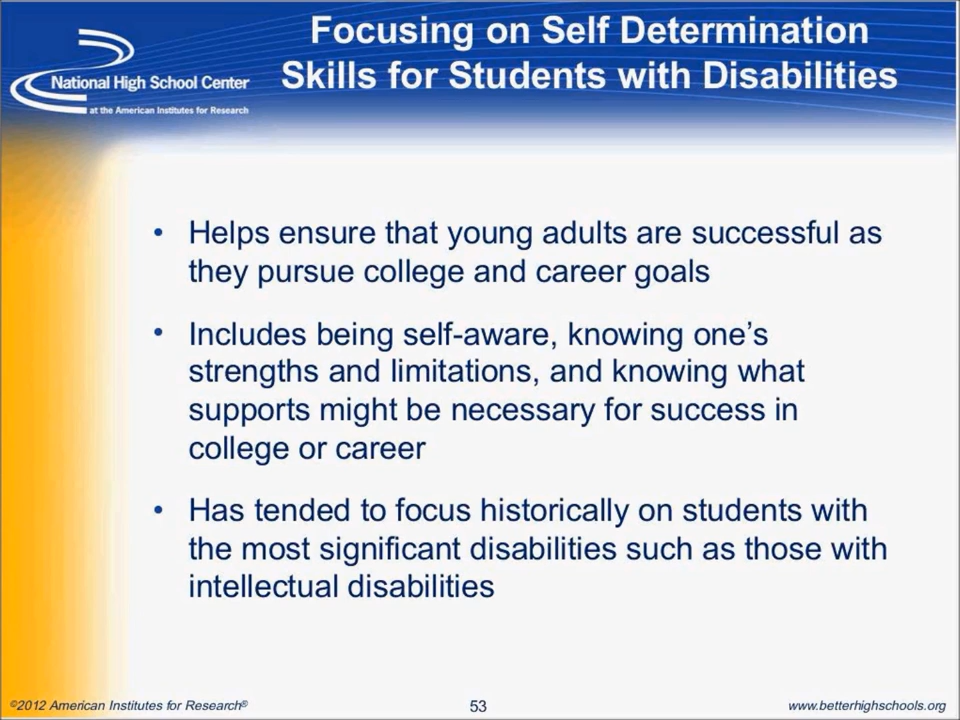 Focusing on Self Determination
Skills for Students with Disabilities
National High School Center
at the American Institutes for Research
• Helps ensure that young adults are successful as
they pursue college and career goals
• Includes being self-aware, knowing one’s
strengths and limitations, and knowing what
supports might be necessary for success in
college or career
• Has tended to focus historically on students with
the most significant disabilities such as those with
intellectual disabilities
©2012 American Institutes for Research®
53
www.betterhighschools.org